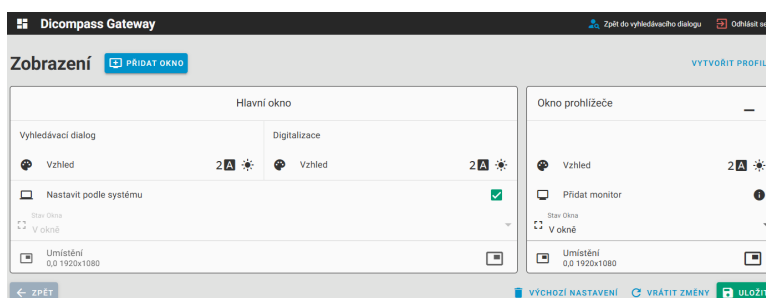 Dicompass Gateway
Zpět do vyhledávacího dialogu
Odhlásit se
Zobrazení
PŘIDAT OKNO
VYTVOŘIT PROFIL
Hlavní okno
Vyhledávací dialog
Digitalizace
Vzhled
2 A
Vzhled
2 A
Nastavit podle systému
Stav Okna
V okně
Umístění
0,0 1920x1080
Okno prohlížeče
Vzhled
2 A
Přidat monitor
Stav Okna
V okně
Umístění
0,0 1920x1080
ZPĚT
VÝCHOZÍ NASTAVENÍ
VRÁTIT ZMĚNY
ULOŽIT